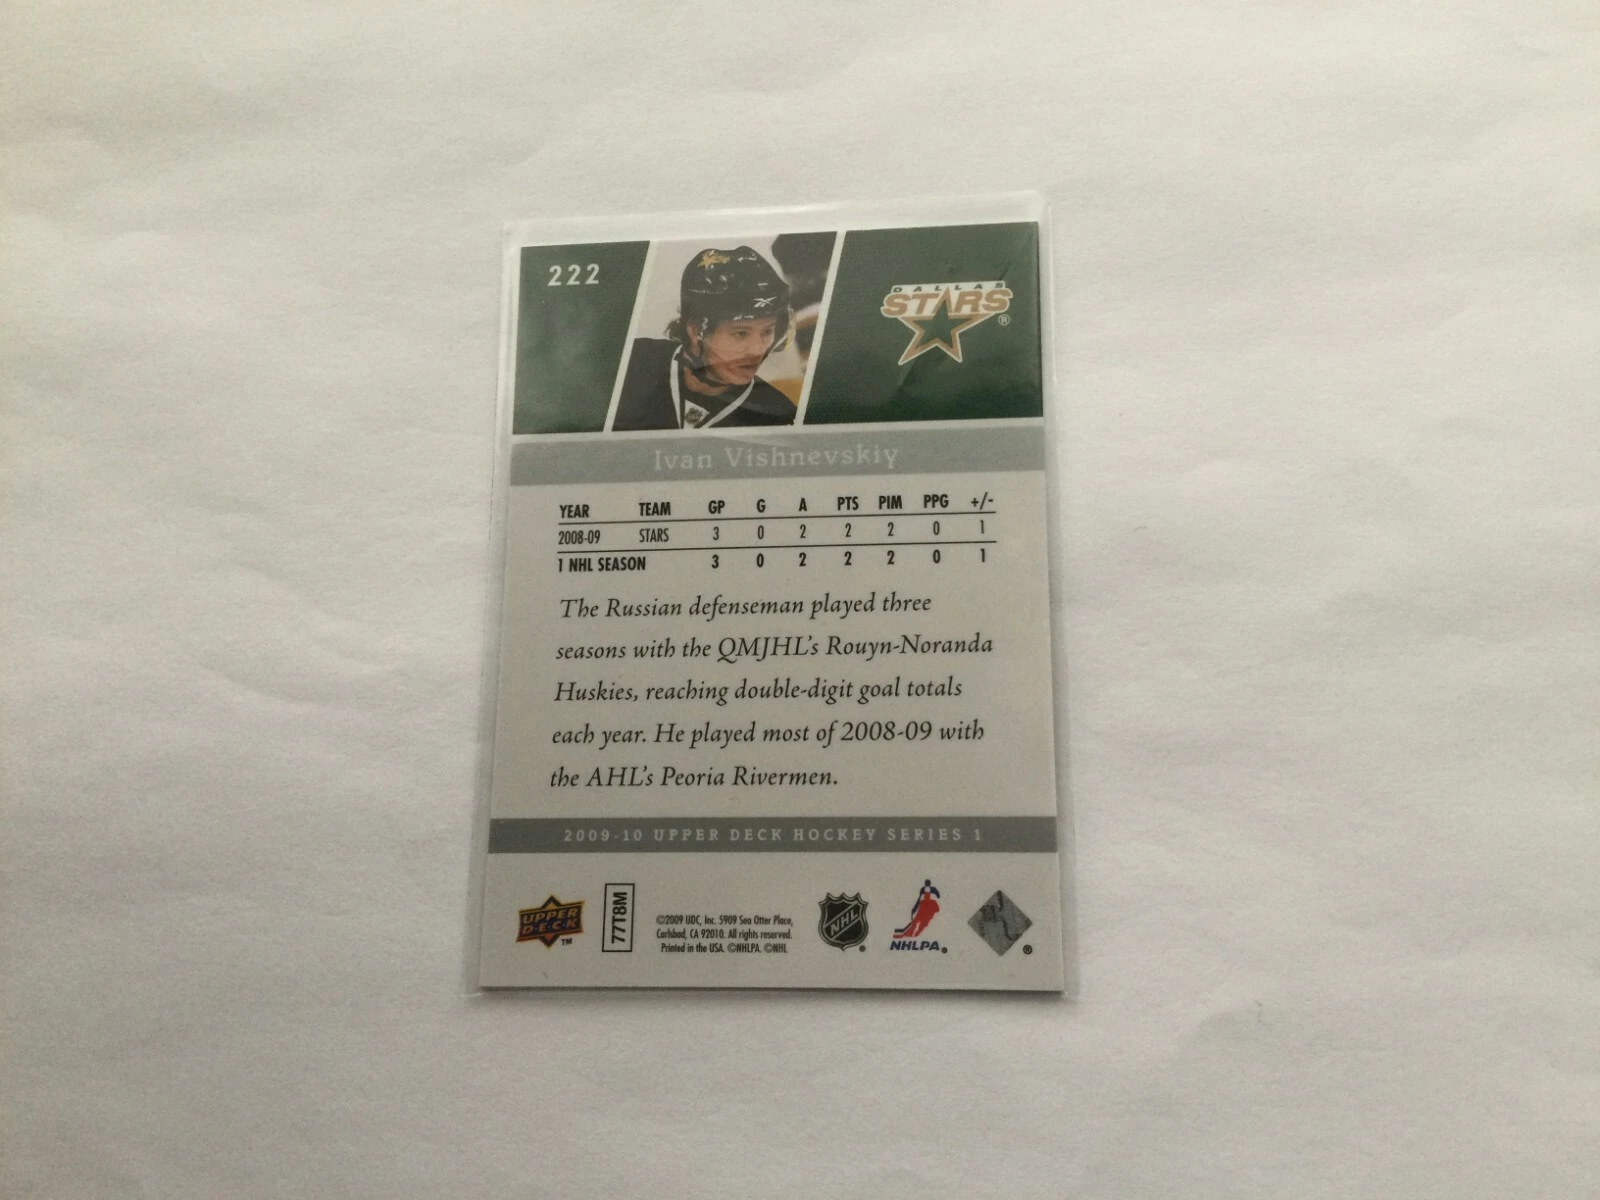 222
DALLAS
STARS®
Ivan Vishnevskiy
YEAR TEAM GP G A PTS PIM PPG +/-
2008-09 STARS 3 0 2 2 2 0 1
1 NHL SEASON 3 0 2 2 2 0 1
The Russian defenseman played three
seasons with the QMJHL's Rouyn-Noranda
Huskies, reaching double-digit goal totals
each year. He played most of 2008-09 with
the AHL's Peoria Rivermen.
2009-10 UPPER DECK HOCKEY SERIES 1
UPPER
DECK
TM
77T8M
©2009 UDC, Inc. 5909 Sea Otter Place,
Carlsbad, CA 92010. All rights reserved.
Printed in the USA. ©NHLPA. ©NHL
NHL®
NHLPA®
®